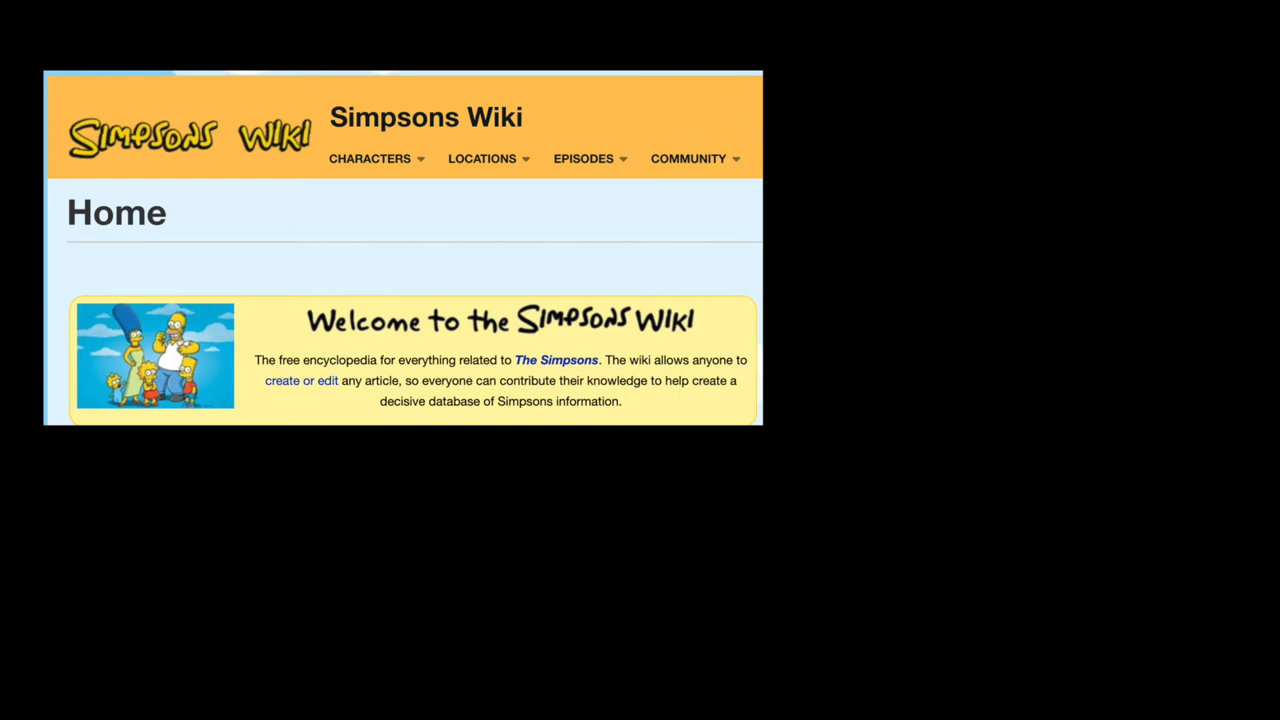 SIMPSONS WIKI
Simpsons Wiki
CHARACTERS LOCATIONS EPISODES COMMUNITY
Home
Welcome to the SIMPSONS WIKI
The free encyclopedia for everything related to The Simpsons. The wiki allows anyone to
create or edit any article, so everyone can contribute their knowledge to help create a
decisive database of Simpsons information.